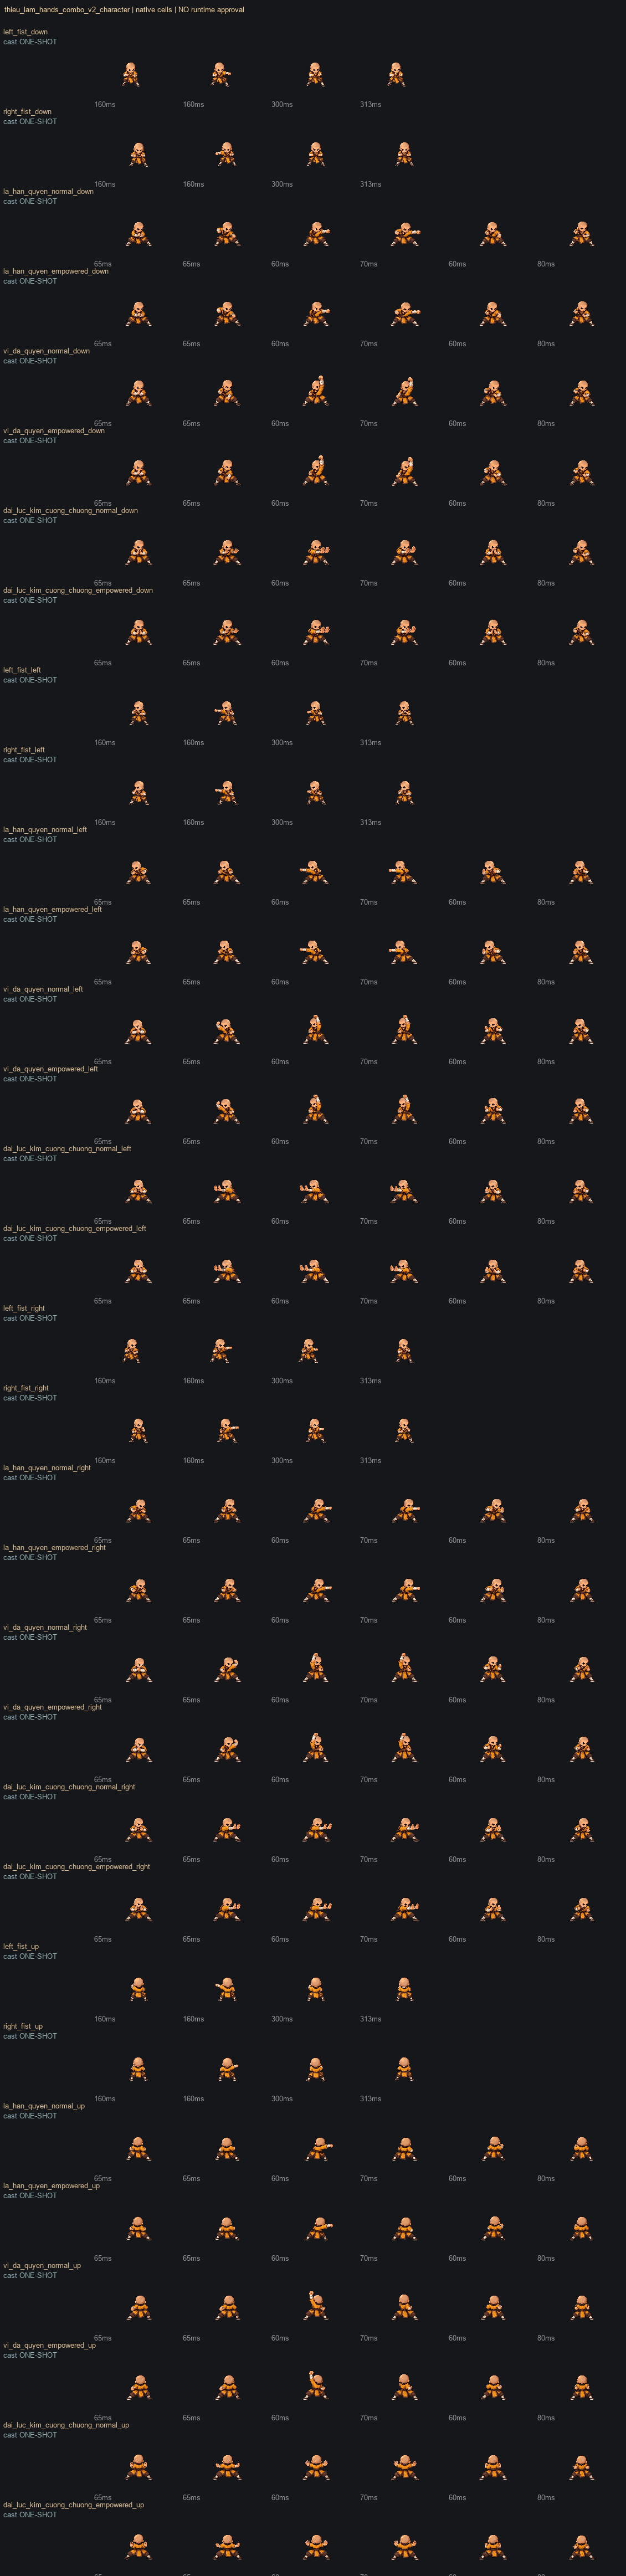 thieu_lam_hands_combo_v2_character | native cells | NO runtime approval
left_fist_down
cast ONE-SHOT
160ms 160ms 300ms 313ms
right_fist_down
cast ONE-SHOT
160ms 160ms 300ms 313ms
la_han_quyen_normal_down
cast ONE-SHOT
65ms 65ms 60ms 70ms 60ms 80ms
la_han_quyen_empowered_down
cast ONE-SHOT
65ms 65ms 60ms 70ms 60ms 80ms
vi_da_quyen_normal_down
cast ONE-SHOT
65ms 65ms 60ms 70ms 60ms 80ms
vi_da_quyen_empowered_down
cast ONE-SHOT
65ms 65ms 60ms 70ms 60ms 80ms
dai_luc_kim_cuong_chuong_normal_down
cast ONE-SHOT
65ms 65ms 60ms 70ms 60ms 80ms
dai_luc_kim_cuong_chuong_empowered_down
cast ONE-SHOT
65ms 65ms 60ms 70ms 60ms 80ms
left_fist_left
cast ONE-SHOT
160ms 160ms 300ms 313ms
right_fist_left
cast ONE-SHOT
160ms 160ms 300ms 313ms
la_han_quyen_normal_left
cast ONE-SHOT
65ms 65ms 60ms 70ms 60ms 80ms
la_han_quyen_empowered_left
cast ONE-SHOT
65ms 65ms 60ms 70ms 60ms 80ms
vi_da_quyen_normal_left
cast ONE-SHOT
65ms 65ms 60ms 70ms 60ms 80ms
vi_da_quyen_empowered_left
cast ONE-SHOT
65ms 65ms 60ms 70ms 60ms 80ms
dai_luc_kim_cuong_chuong_normal_left
cast ONE-SHOT
65ms 65ms 60ms 70ms 60ms 80ms
dai_luc_kim_cuong_chuong_empowered_left
cast ONE-SHOT
65ms 65ms 60ms 70ms 60ms 80ms
left_fist_right
cast ONE-SHOT
160ms 160ms 300ms 313ms
right_fist_right
cast ONE-SHOT
160ms 160ms 300ms 313ms
la_han_quyen_normal_right
cast ONE-SHOT
65ms 65ms 60ms 70ms 60ms 80ms
la_han_quyen_empowered_right
cast ONE-SHOT
65ms 65ms 60ms 70ms 60ms 80ms
vi_da_quyen_normal_right
cast ONE-SHOT
65ms 65ms 60ms 70ms 60ms 80ms
vi_da_quyen_empowered_right
cast ONE-SHOT
65ms 65ms 60ms 70ms 60ms 80ms
dai_luc_kim_cuong_chuong_normal_right
cast ONE-SHOT
65ms 65ms 60ms 70ms 60ms 80ms
dai_luc_kim_cuong_chuong_empowered_right
cast ONE-SHOT
65ms 65ms 60ms 70ms 60ms 80ms
left_fist_up
cast ONE-SHOT
160ms 160ms 300ms 313ms
right_fist_up
cast ONE-SHOT
160ms 160ms 300ms 313ms
la_han_quyen_normal_up
cast ONE-SHOT
65ms 65ms 60ms 70ms 60ms 80ms
la_han_quyen_empowered_up
cast ONE-SHOT
65ms 65ms 60ms 70ms 60ms 80ms
vi_da_quyen_normal_up
cast ONE-SHOT
65ms 65ms 60ms 70ms 60ms 80ms
vi_da_quyen_empowered_up
cast ONE-SHOT
65ms 65ms 60ms 70ms 60ms 80ms
dai_luc_kim_cuong_chuong_normal_up
cast ONE-SHOT
65ms 65ms 60ms 70ms 60ms 80ms
dai_luc_kim_cuong_chuong_empowered_up
cast ONE-SHOT